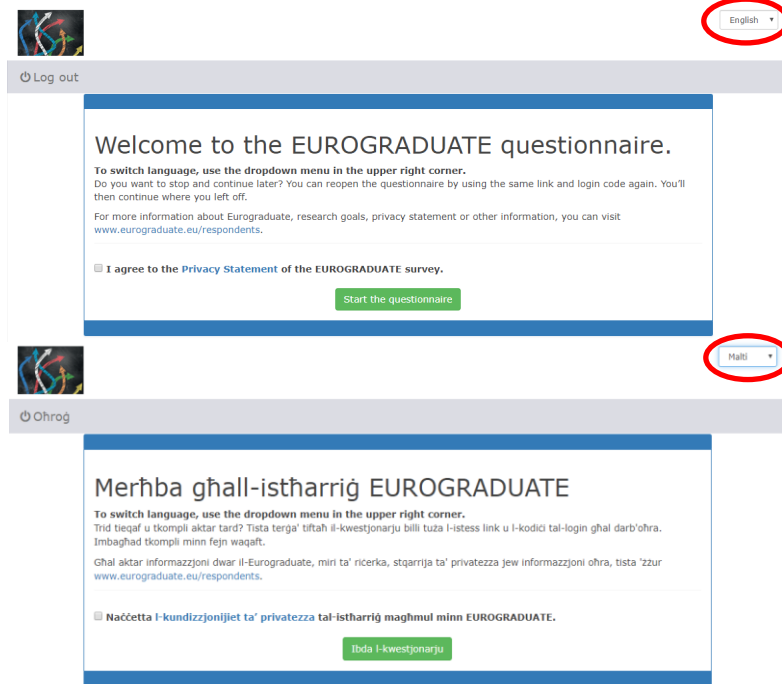 English
Log out
Welcome to the EUROGRADUATE questionnaire.
To switch language, use the dropdown menu in the upper right corner.
Do you want to stop and continue later? You can reopen the questionnaire by using the same link and login code again. You'll
then continue where you left off.
For more information about Eurograduate, research goals, privacy statement or other information, you can visit
www.eurograduate.eu/respondents.
I agree to the Privacy Statement of the EUROGRADUATE survey.
Start the questionnaire
Malti
Oħroġ
Merħba għall-istħarriġ EUROGRADUATE
To switch language, use the dropdown menu in the upper right corner.
Trid tieqaf u tkompli aktar tard? Tista terġa' tiftaħ il-kwestjonarju billi tuża l-istess link u l-kodiċi tal-login għal darb'oħra.
Imbagħad tkompli minn fejn waqaft.
Għal aktar informazzjoni dwar il-Eurograduate, miri ta' riċerka, stqarrija ta' privatezza jew informazzjoni oħra, tista 'żżur
www.eurograduate.eu/respondents.
Naċċetta l-kundizzjonijiet ta' privatezza tal-istħarriġ magħmul minn EUROGRADUATE.
Ibda l-kwestjonarju